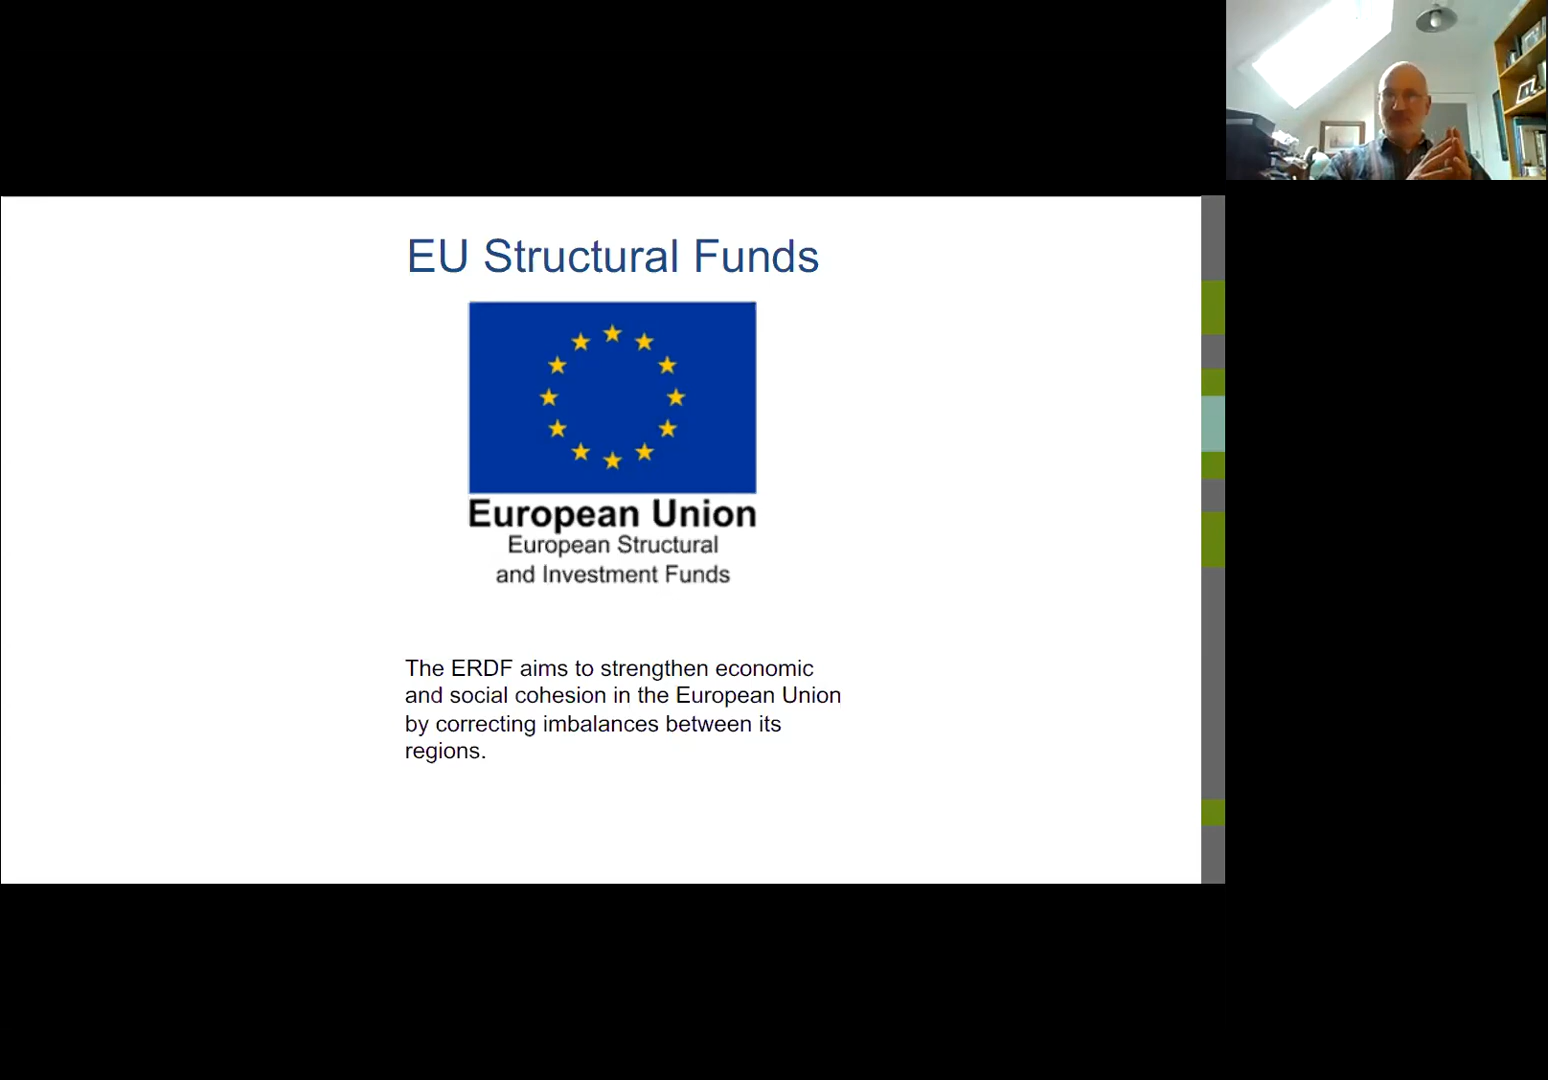 EU Structural Funds
European Union
European Structural
and Investment Funds
The ERDF aims to strengthen economic
and social cohesion in the European Union
by correcting imbalances between its
regions.